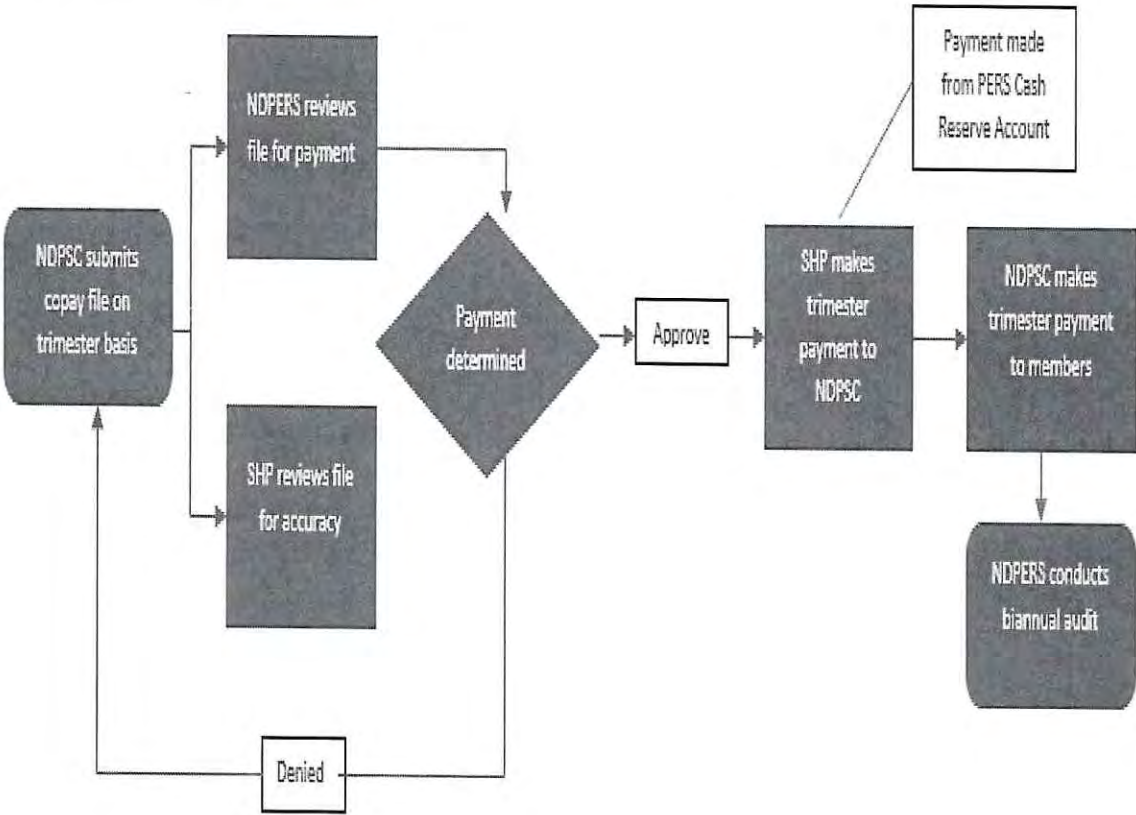 Payment made
from PERS Cash
Reserve Account
NDPERS reviews
file for payment
NDPSC submits
copay file on
trimester basis
Payment
determined
Approve
SHP makes
trimester
payment to
NDPSC
NDPSC makes
trimester payment
to members
SHP reviews file
for accuracy
NDPERS conducts
biannual audit
Denied